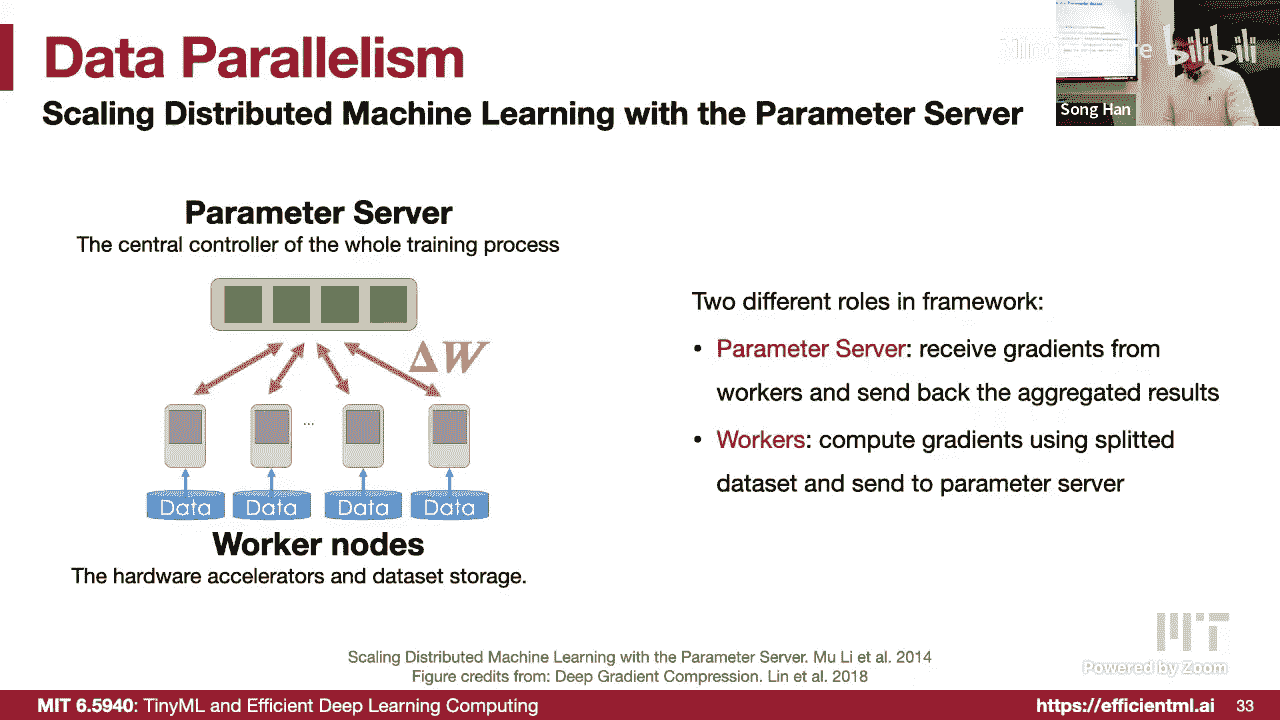 Data Parallelism
Scaling Distributed Machine Learning with the Parameter Server
bilibili
Song Han
Parameter Server
The central controller of the whole training process
ΔW
...
Data Data Data Data
Worker nodes
The hardware accelerators and dataset storage.
Two different roles in framework:
• Parameter Server: receive gradients from
workers and send back the aggregated results
• Workers: compute gradients using splitted
dataset and send to parameter server
Scaling Distributed Machine Learning with the Parameter Server. Mu Li et al. 2014
Figure credits from: Deep Gradient Compression. Lin et al. 2018
MIT
Powered by Zoom
MIT 6.5940: TinyML and Efficient Deep Learning Computing
https://efficientml.ai 33